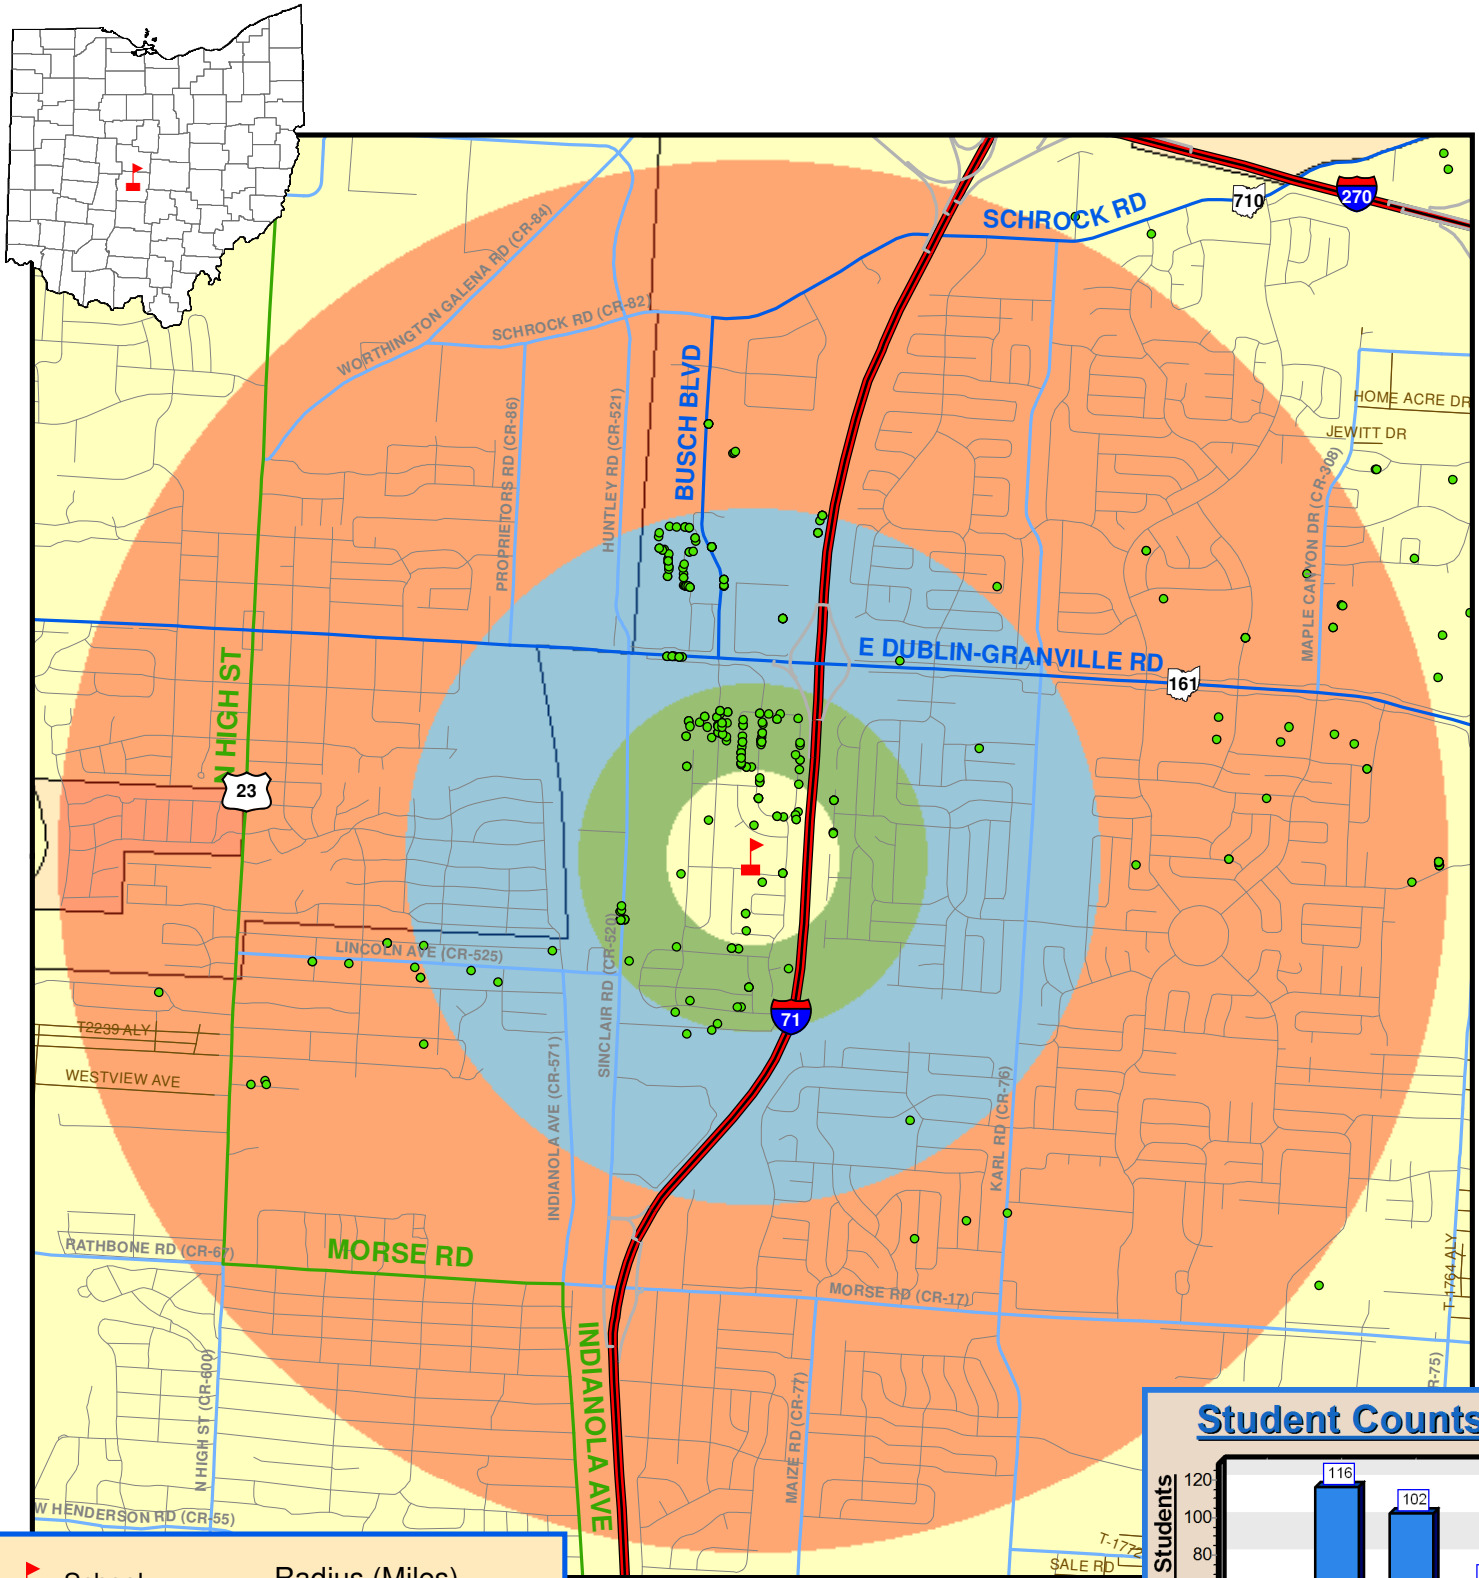 SCHROCK RD
710
270
WORTHINGTON GALENA RD (CR-84)
SCHROCK RD (CR-82)
BUSCH BLVD
PROPRIETORS RD (CR-86)
HUNTLEY RD (CR-521)
HOME ACRE DR
JEWITT DR
MAPLE CANYON DR (CR-308)
E DUBLIN-GRANVILLE RD
161
N HIGH ST
23
LINCOLN AVE (CR-525)
SINCLAIR RD (CR-520)
71
T2239 ALY
WESTVIEW AVE
INDIANOLA AVE (CR-571)
KARL RD (CR-76)
RATHBONE RD (CR-67)
MORSE RD
MORSE RD (CR-17)
T-1764 ALY
INDIANOLA AVE
N HIGH ST (CR-600)
MAIZE RD (CR-77)
R-75)
W HENDERSON RD (CR-55)
T-1772
SALE RD
Student Counts
Students
120
100
80
116
102
School
Radius (Miles)